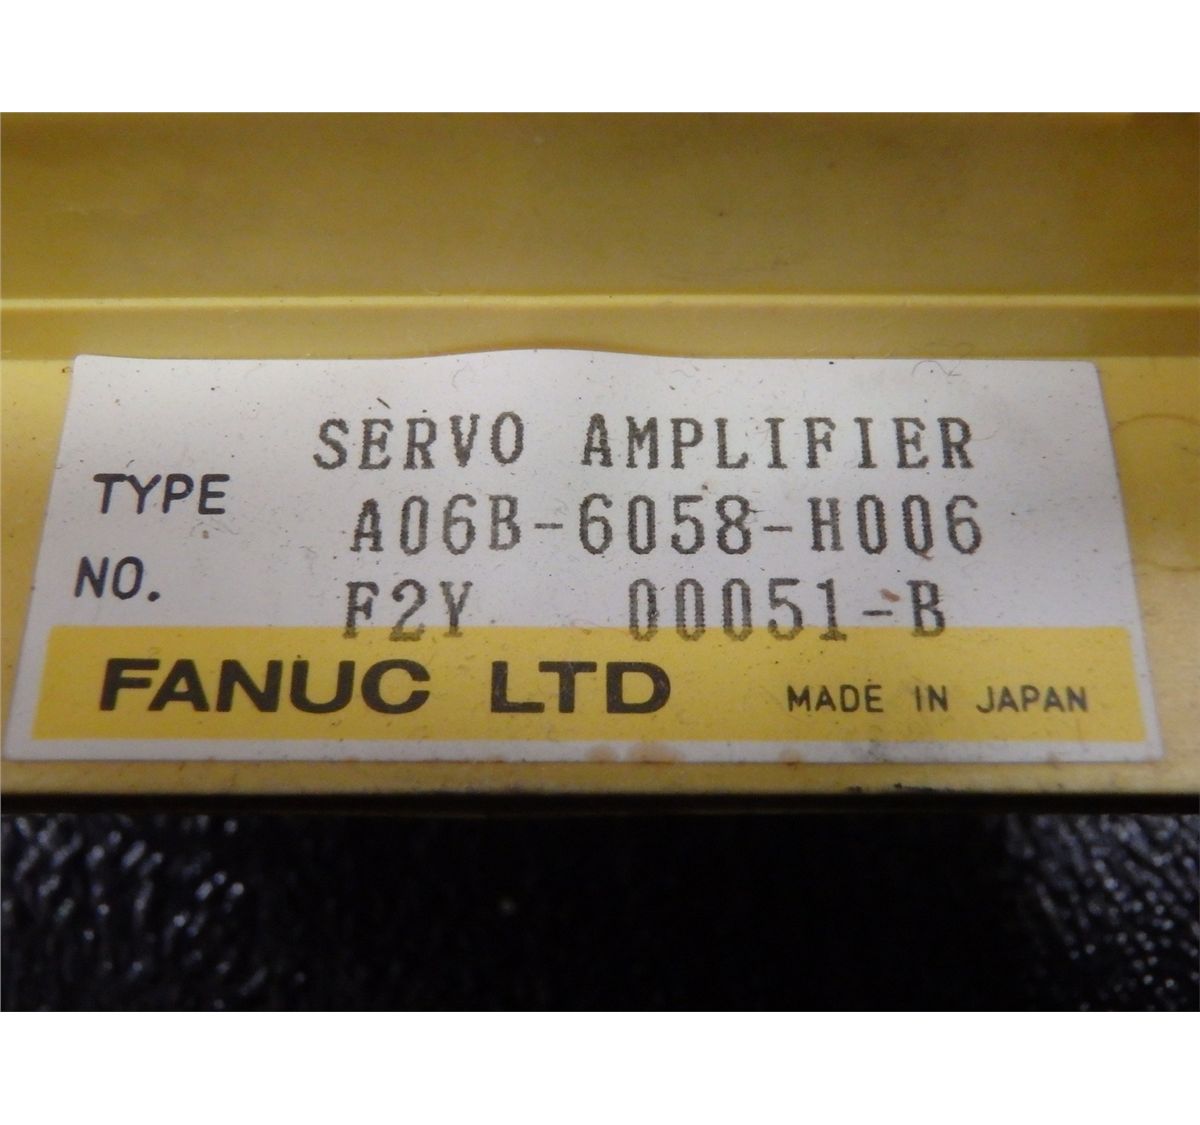 SERVO AMPLIFIER
TYPE A06B-6058-H006
NO. F2Y 00051-B
FANUC LTD MADE IN JAPAN